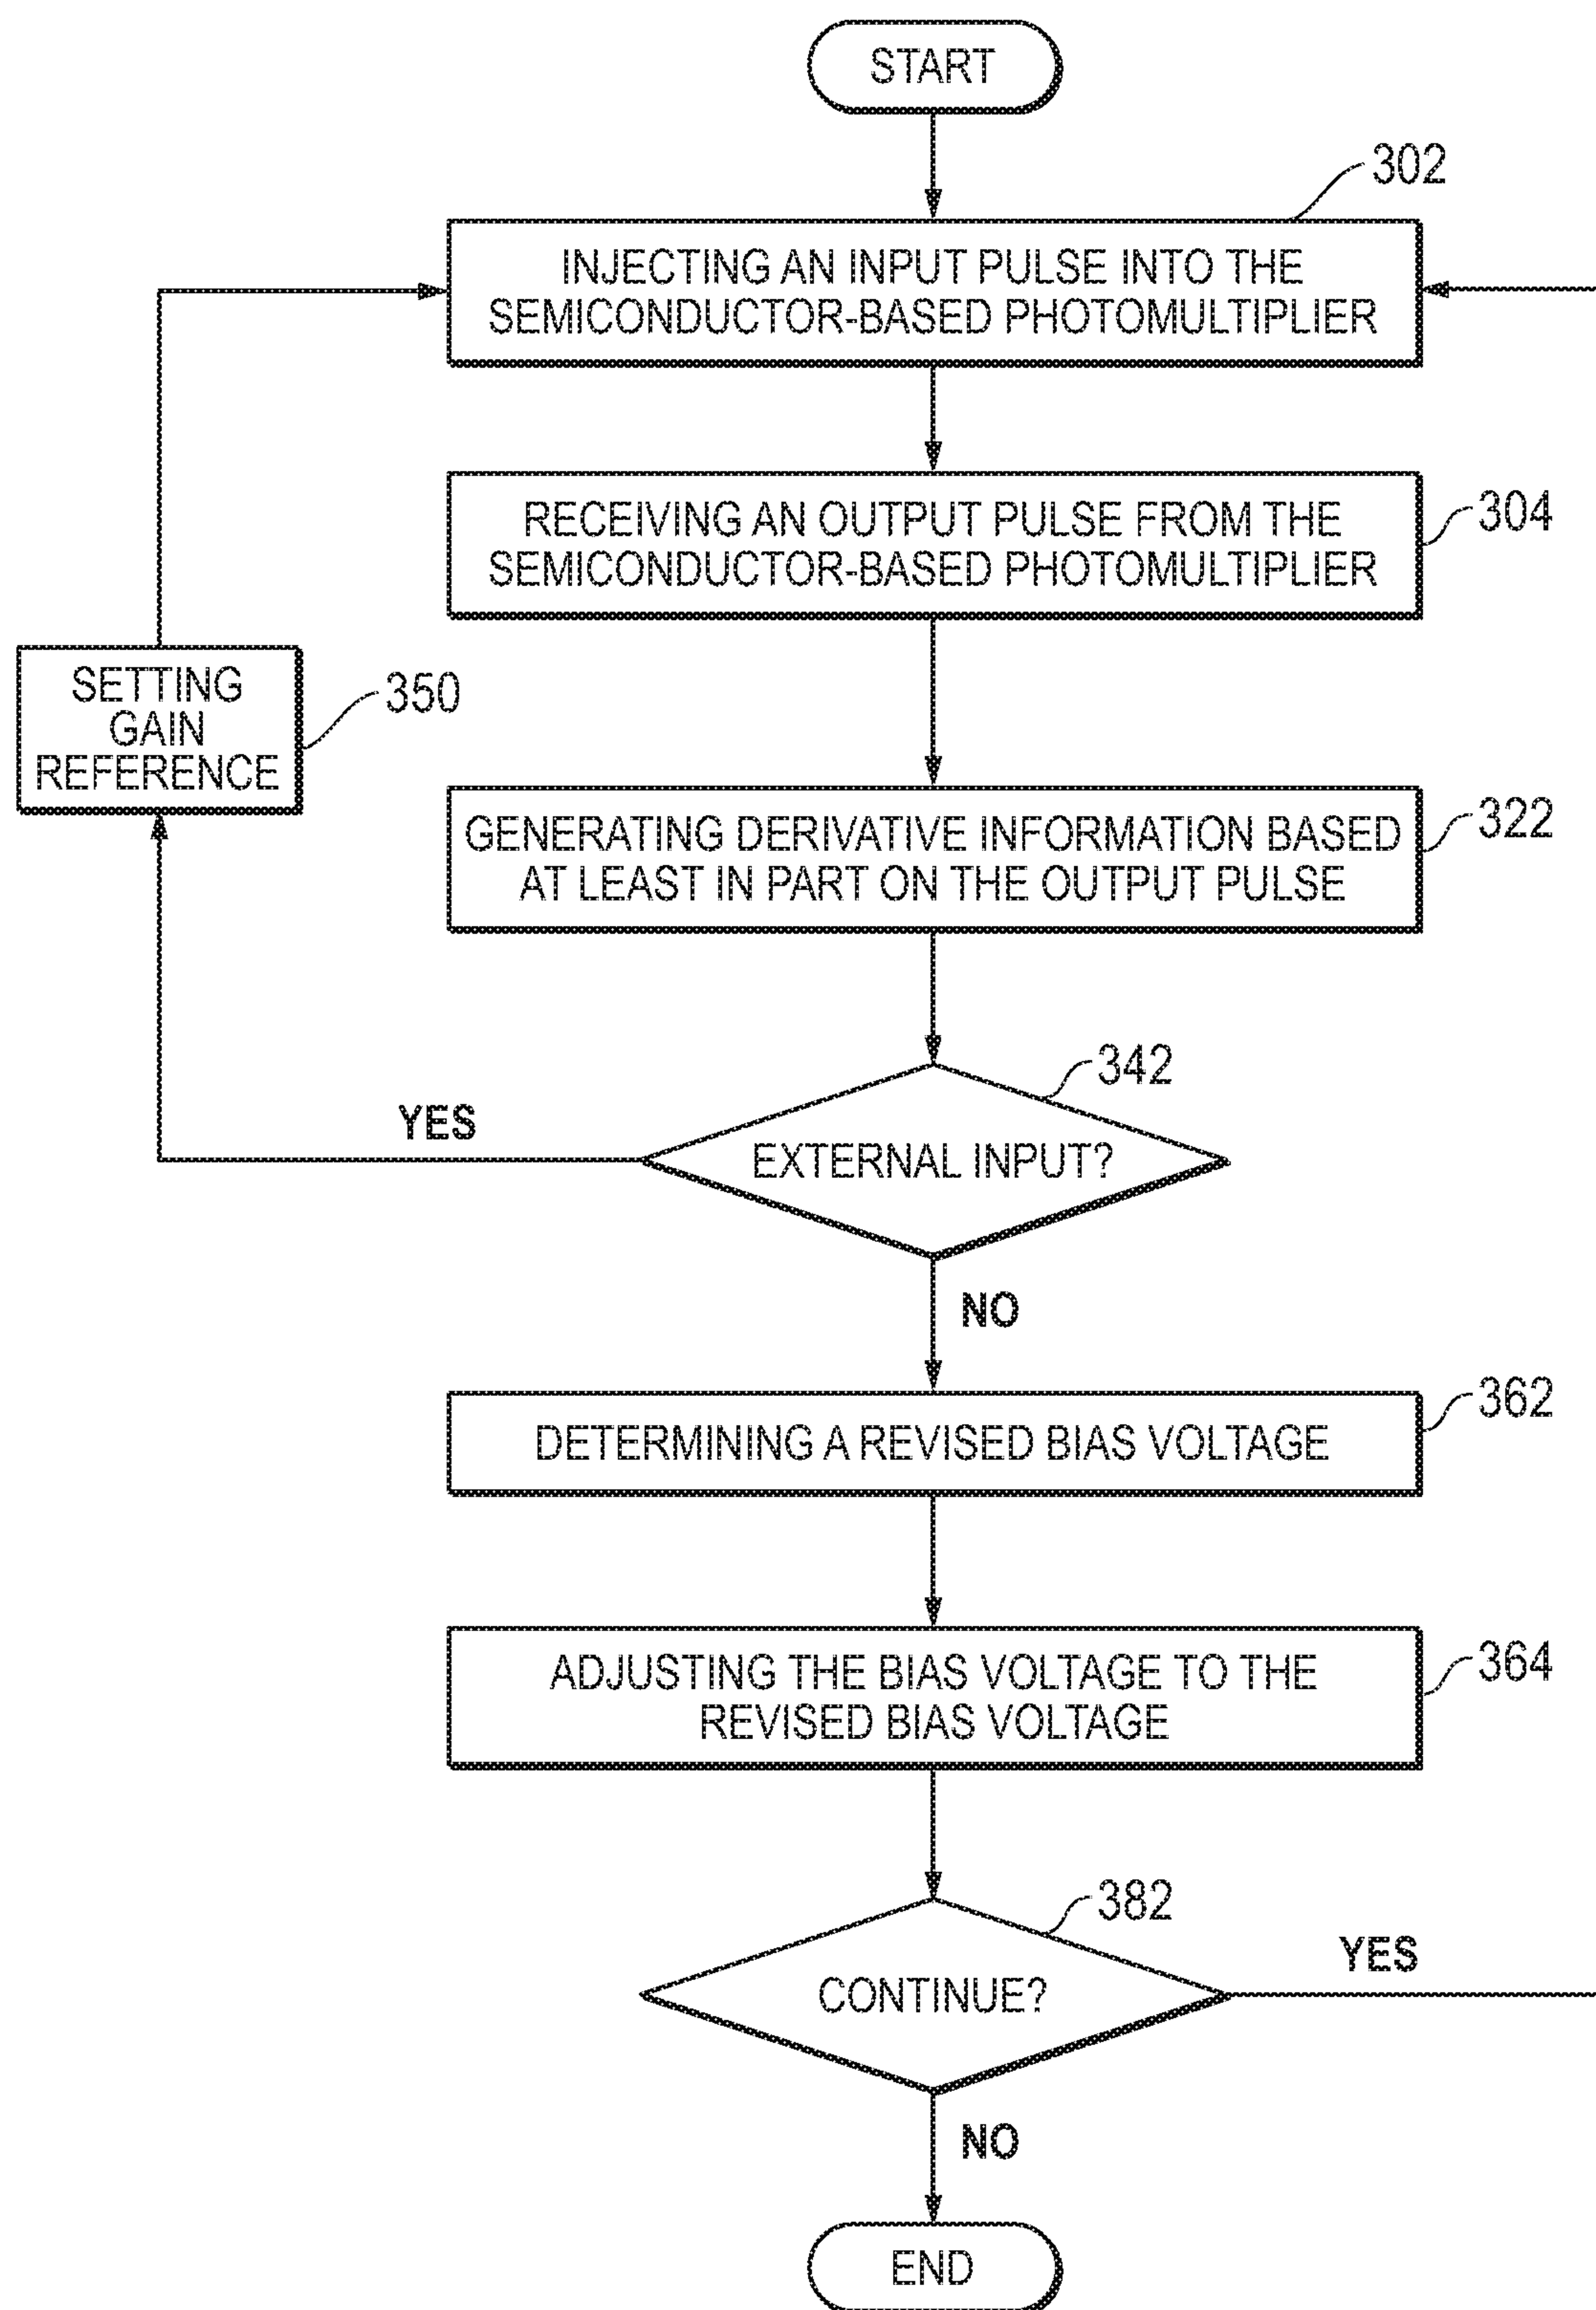 START
302
INJECTING AN INPUT PULSE INTO THE
SEMICONDUCTOR-BASED PHOTOMULTIPLIER
RECEIVING AN OUTPUT PULSE FROM THE
SEMICONDUCTOR-BASED PHOTOMULTIPLIER
304
SETTING
GAIN
REFERENCE
350
GENERATING DERIVATIVE INFORMATION BASED
AT LEAST IN PART ON THE OUTPUT PULSE
322
342
EXTERNAL INPUT?
YES
NO
DETERMINING A REVISED BIAS VOLTAGE
362
ADJUSTING THE BIAS VOLTAGE TO THE
REVISED BIAS VOLTAGE
364
382
CONTINUE?
YES
NO
END